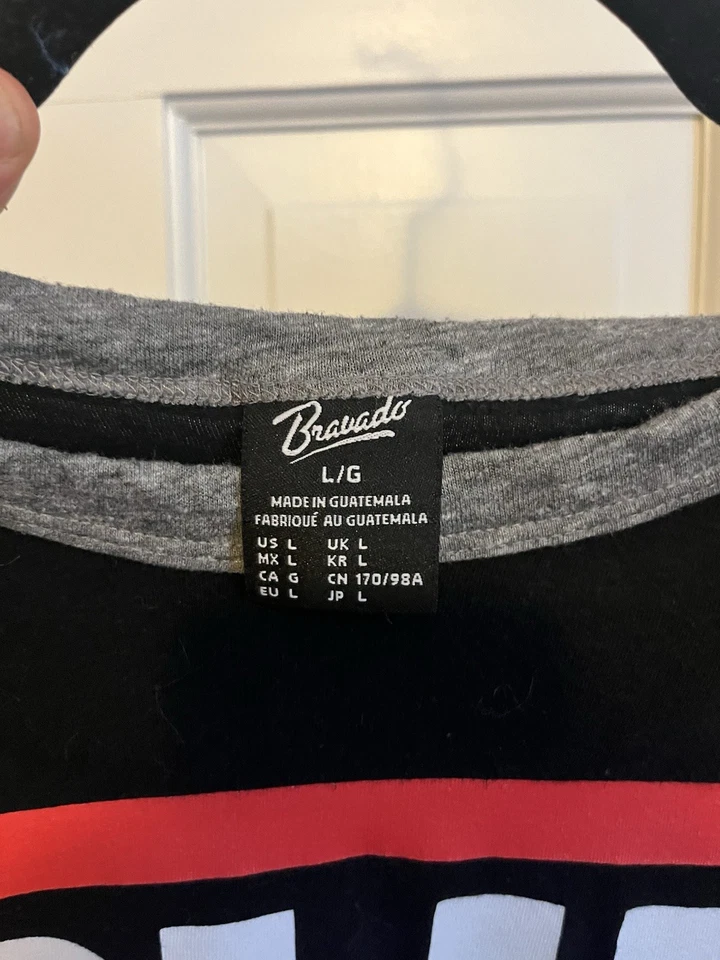 Bravado
L/G
MADE IN GUATEMALA
FABRIQUÉ AU GUATEMALA
US L UK L
MX L KR L
CA G CN 170/98A
EU L JP L